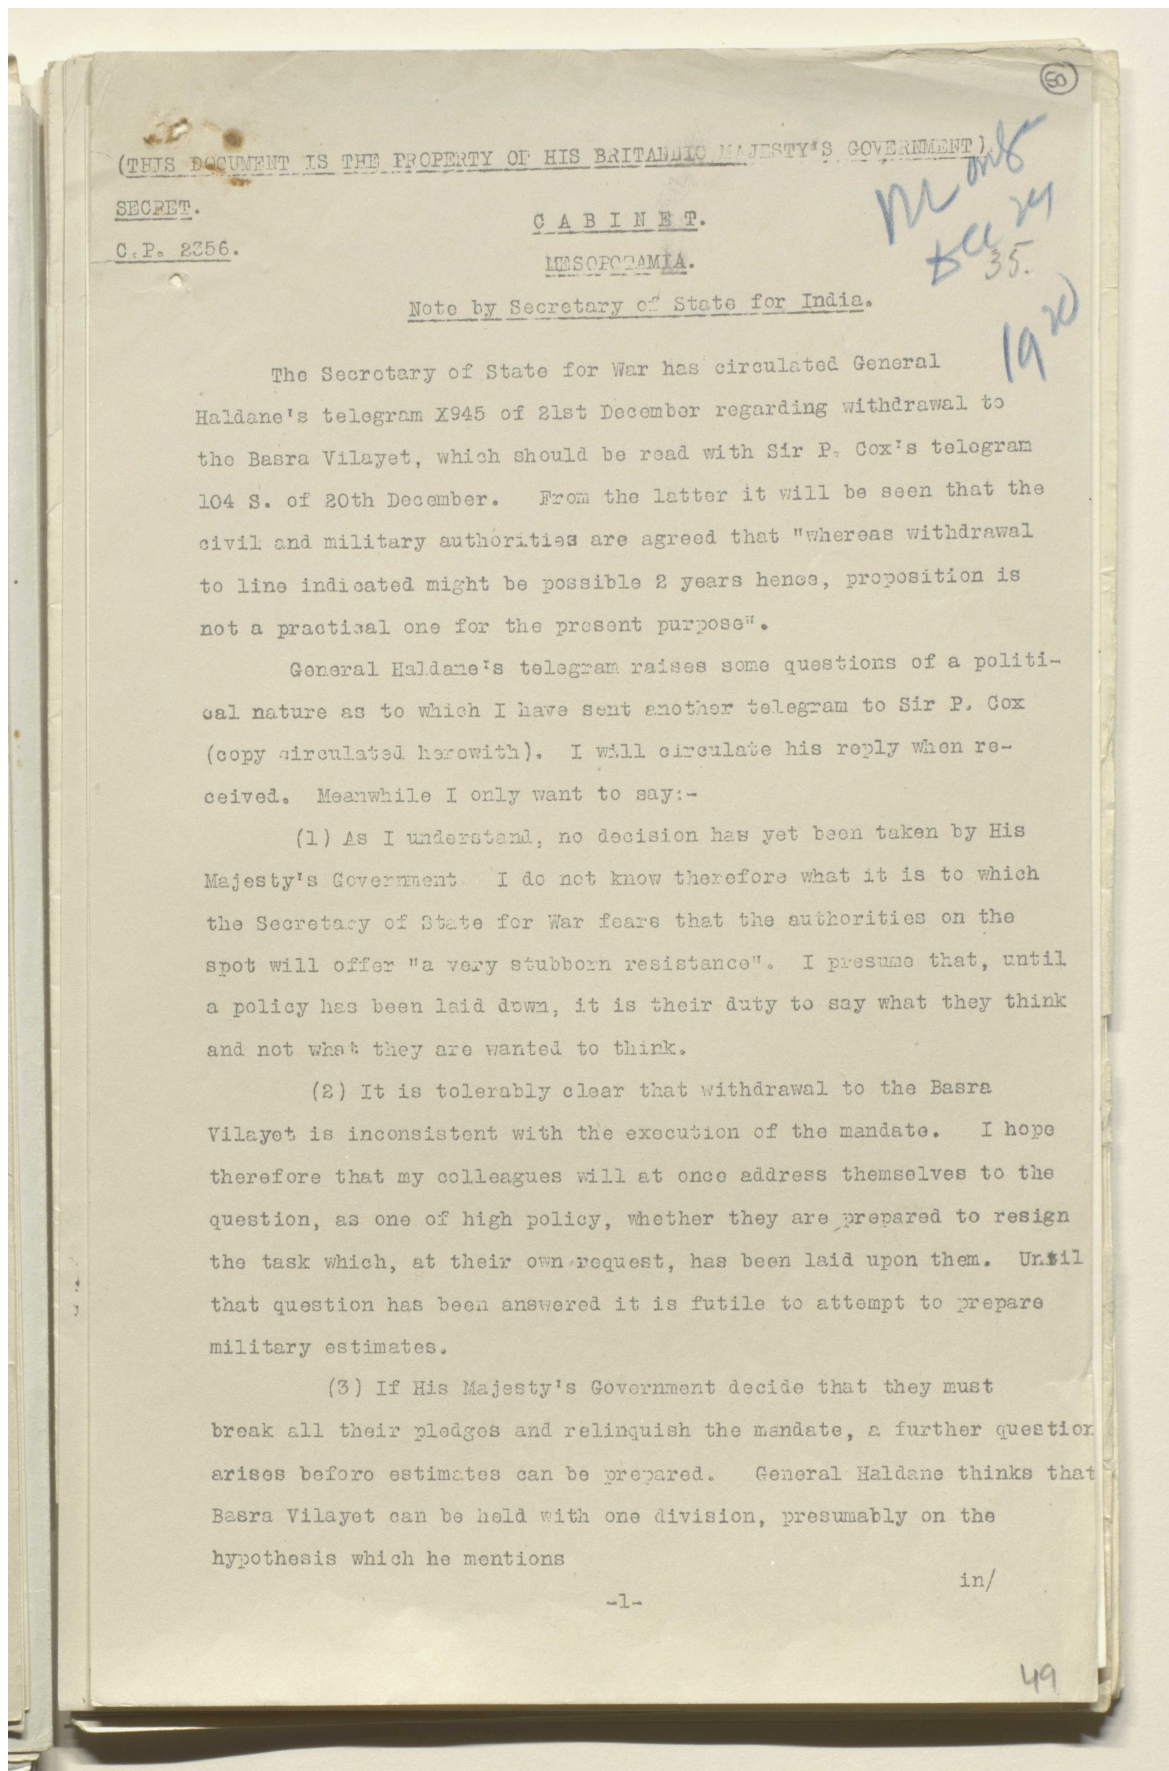 69
(THIS DOCUMENT IS THE PROPERTY OF HIS BRITANNIC MAJESTY'S GOVERNMENT)
SECRET.
C A B I N E T.
C.P. 2356.
35.
MESOPOTAMIA.
Note by Secretary of State for India.
1920
The Secretary of State for War has circulated General
Haldane's telegram X945 of 21st December regarding withdrawal to
the Basra Vilayet, which should be read with Sir P. Cox's telegram
104 S. of 20th December. From the latter it will be seen that the
civil and military authorities are agreed that "whereas withdrawal
to line indicated might be possible 2 years hence, proposition is
not a practical one for the present purpose".
General Haldane's telegram raises some questions of a politi-
cal nature as to which I have sent another telegram to Sir P. Cox
(copy circulated herewith). I will circulate his reply when re-
ceived. Meanwhile I only want to say:-
(1) As I understand, no decision has yet been taken by His
Majesty's Government. I do not know therefore what it is to which
the Secretary of State for War fears that the authorities on the
spot will offer "a very stubborn resistance". I presume that, until
a policy has been laid down, it is their duty to say what they think
and not what they are wanted to think.
(2) It is tolerably clear that withdrawal to the Basra
Vilayet is inconsistent with the execution of the mandate. I hope
therefore that my colleagues will at once address themselves to the
question, as one of high policy, whether they are prepared to resign
the task which, at their own request, has been laid upon them. Until
that question has been answered it is futile to attempt to prepare
military estimates.
(3) If His Majesty's Government decide that they must
break all their pledges and relinquish the mandate, a further question
arises before estimates can be prepared. General Haldane thinks that
Basra Vilayet can be held with one division, presumably on the
hypothesis which he mentions
in/
-1-
49